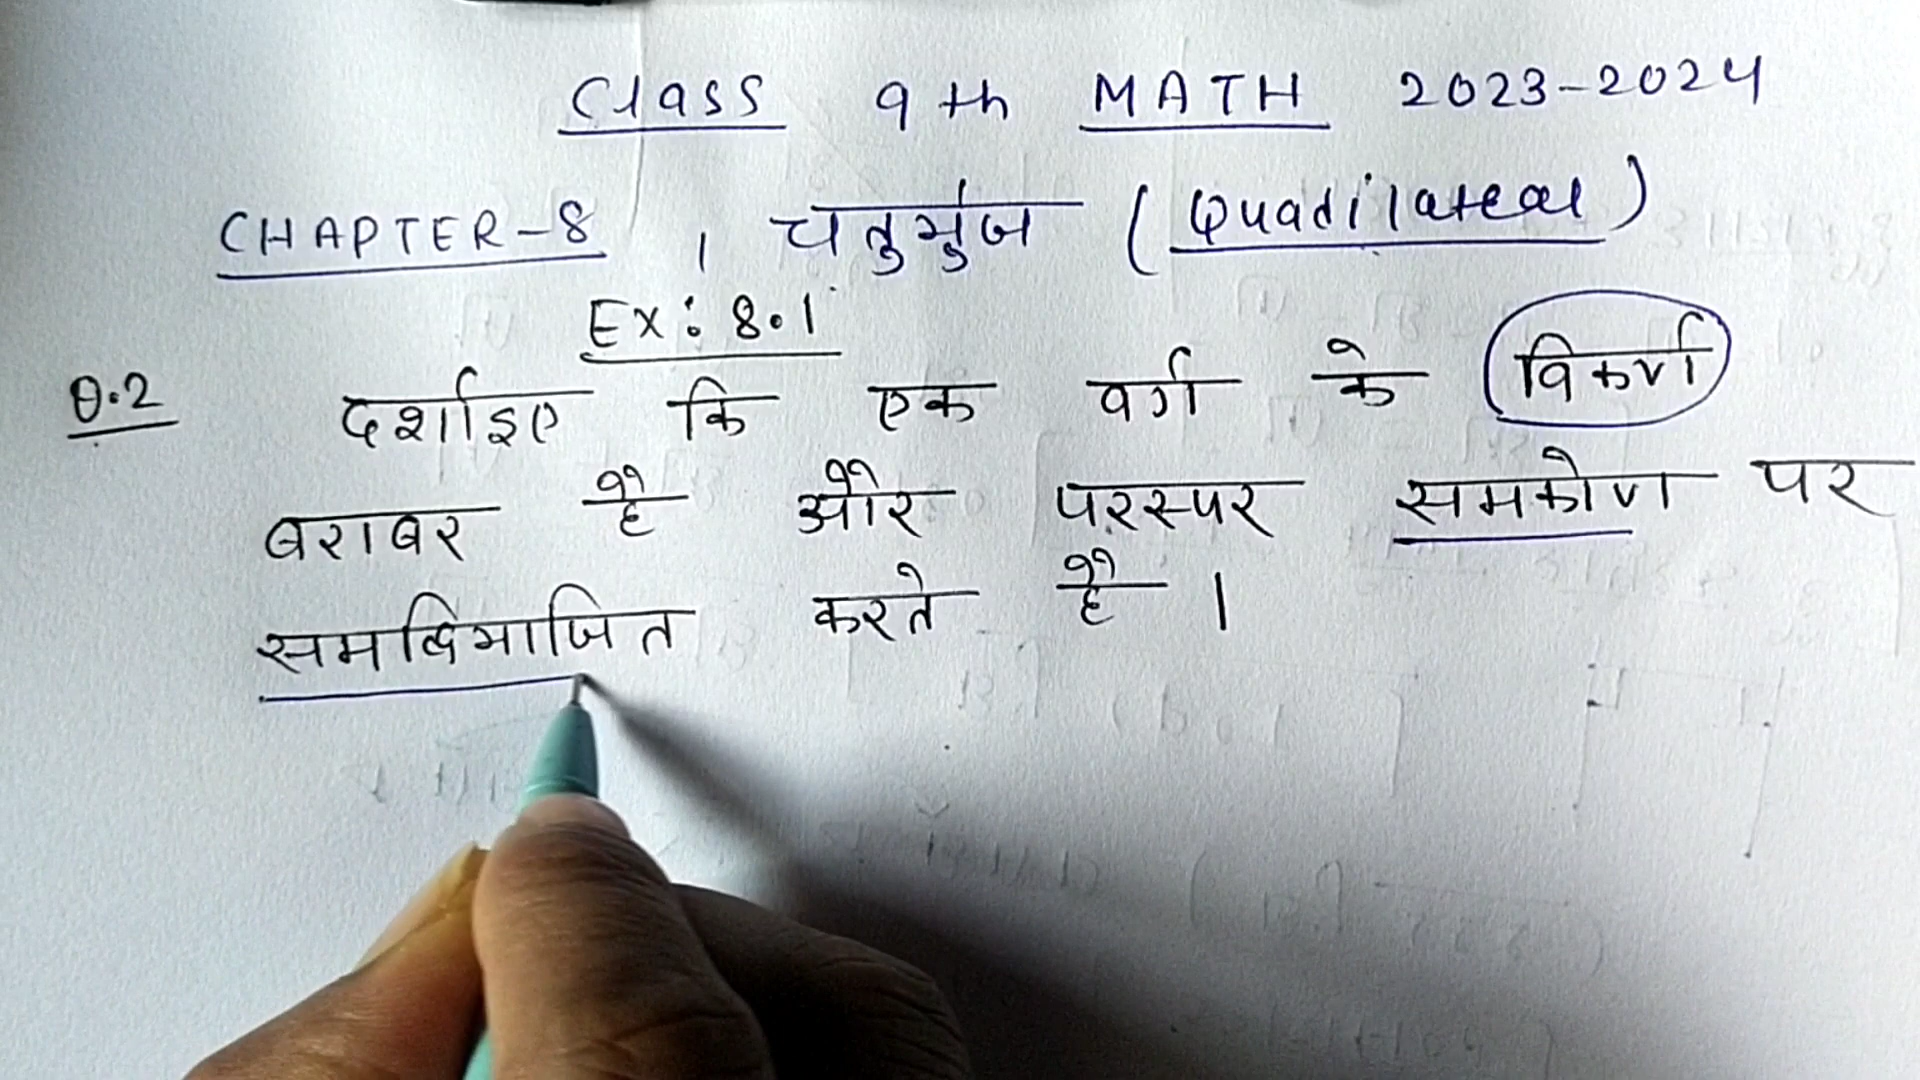 Class 9th MATH 2023-2024
CHAPTER-8, चतुर्भुज (Quadilateral)
Ex: 8.1
Q.2 दर्शाइए कि एक वर्ग के विकर्ण
बराबर हैं और परस्पर समकोण पर
समद्विभाजित करते हैं ।